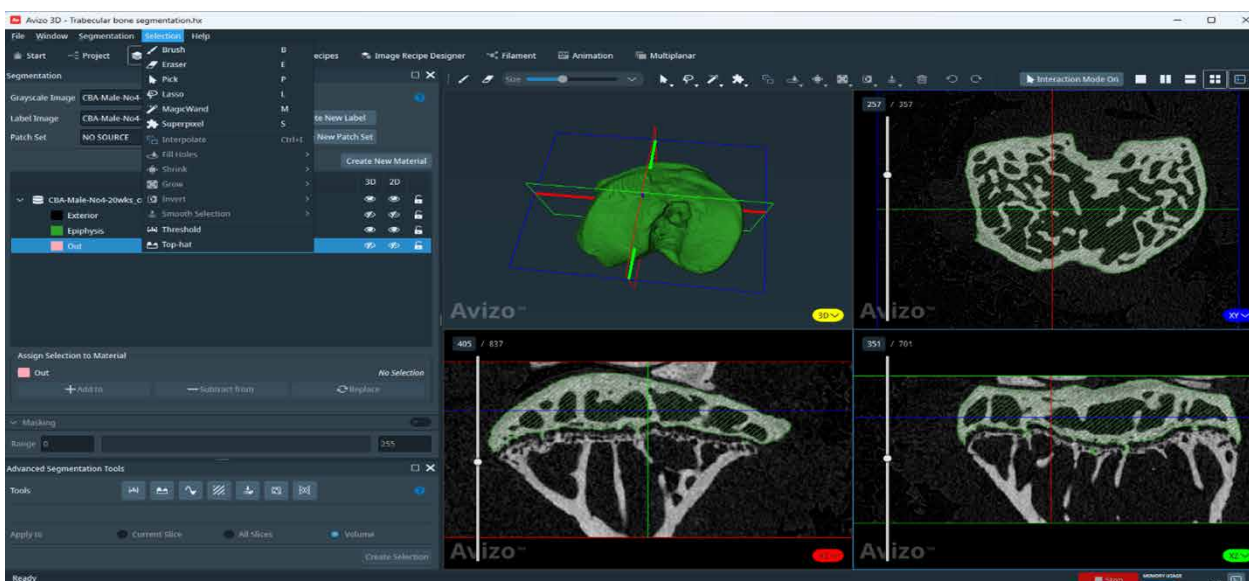 Avizo 3D - Trabecular bone segmentation.hx
File Window Segmentation Selection Help
Start Project ecipes Image Recipe Designer Filament Animation Multiplanar
Brush B
Eraser E
Pick P
Lasso L
MagicWand M
Superpixel S
Interpolate Ctrl+I
Fill Holes
Shrink
Grow
Invert
Smooth Selection
Threshold
Top-hat
Segmentation
Size
Interaction Mode On
Grayscale Image CBA-Male-No4
Label Image CBA-Male-No4 te New Label
Patch Set NO SOURCE New Patch Set
Create New Material
3D 2D
CBA-Male-No4-20wks_c
Exterior
Epiphysis
Out
Assign Selection to Material
Out No Selection
Add to Subtract from Replace
Masking
Range 0 255
Advanced Segmentation Tools
Tools
Apply to Current Slice All Slices Volume
Create Selection
Ready
Avizo
3D
257 / 357
Avizo
XY
405 / 837
Avizo
351 / 701
Avizo
XZ
MEMORY USAGE